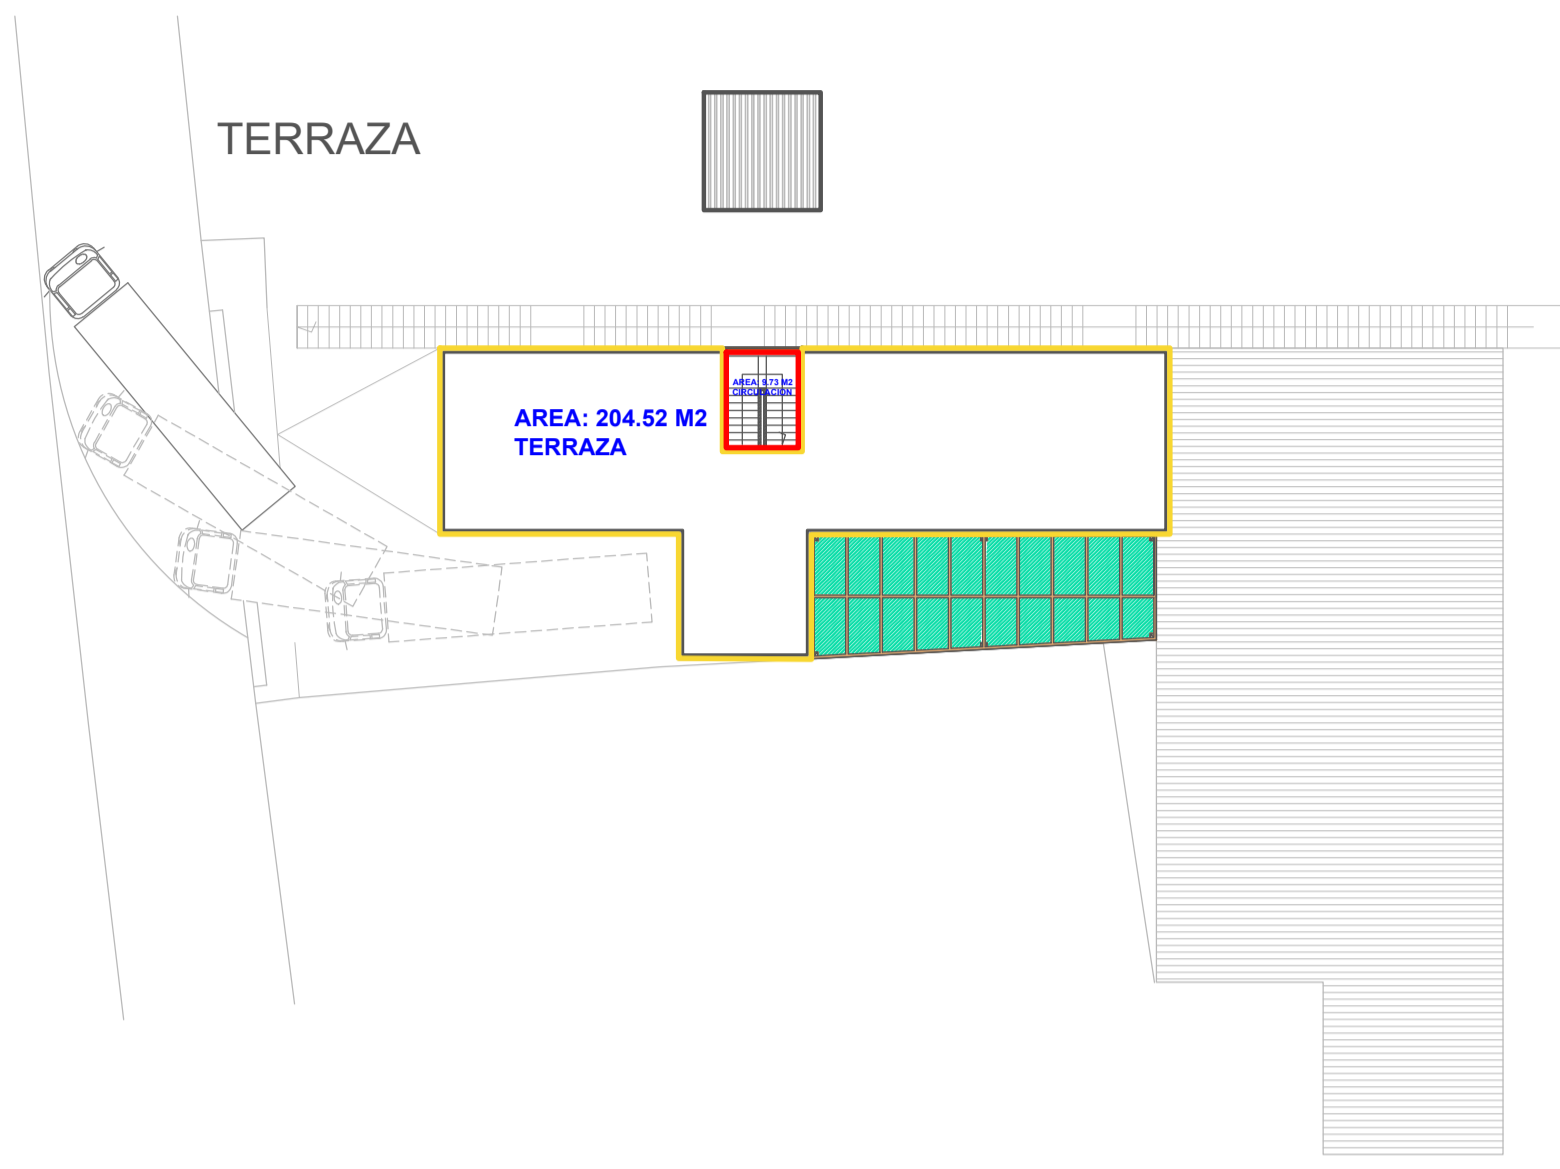 TERRAZA
AREA: 9.73 M2
CIRCULACION
AREA: 204.52 M2
TERRAZA